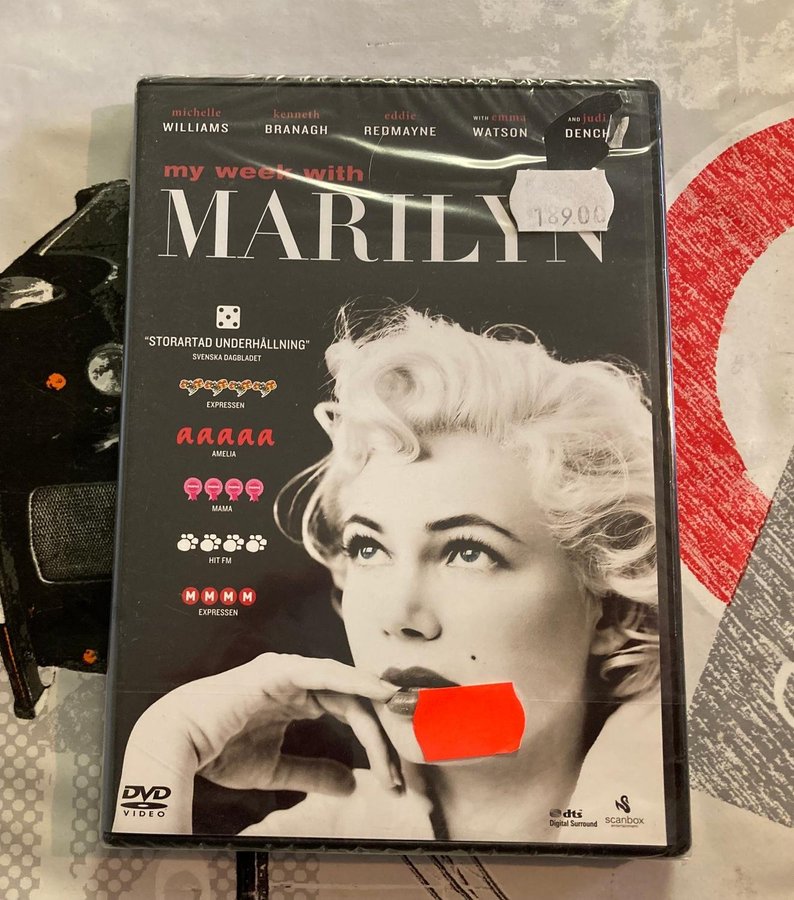 michelle WILLIAMS
kenneth BRANAGH
eddie REDMAYNE
WITH emma WATSON
AND judi DENCH
my week with
MARILYN
18900
"STORARTAD UNDERHÅLLNING"
SVENSKA DAGBLADET
EXPRESSEN
aaaaa
AMELIA
MAMA
HIT FM
M M M M
EXPRESSEN
DVD
VIDEO
dts
Digital Surround
scanbox
entertainment